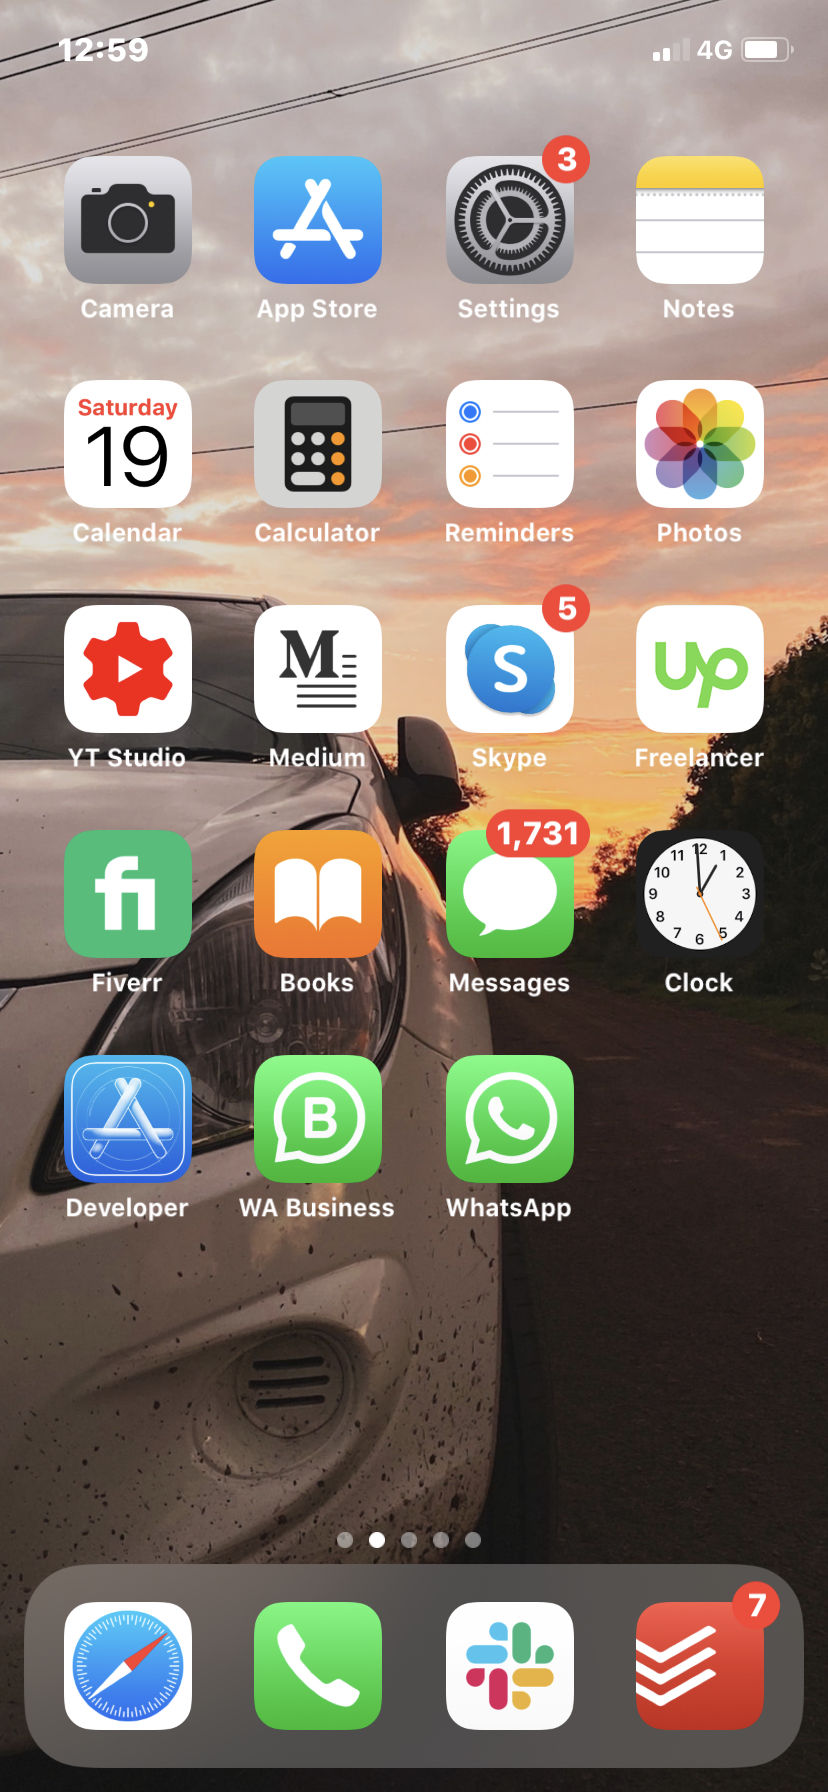 12:59 4G
3
Camera App Store Settings Notes
Saturday
19
Calendar Calculator Reminders Photos
5
M S up
YT Studio Medium Skype Freelancer
1,731
fi
12 1 2 3 4 5 6 7 8 9 10 11
Fiverr Books Messages Clock
B
Developer WA Business WhatsApp
7